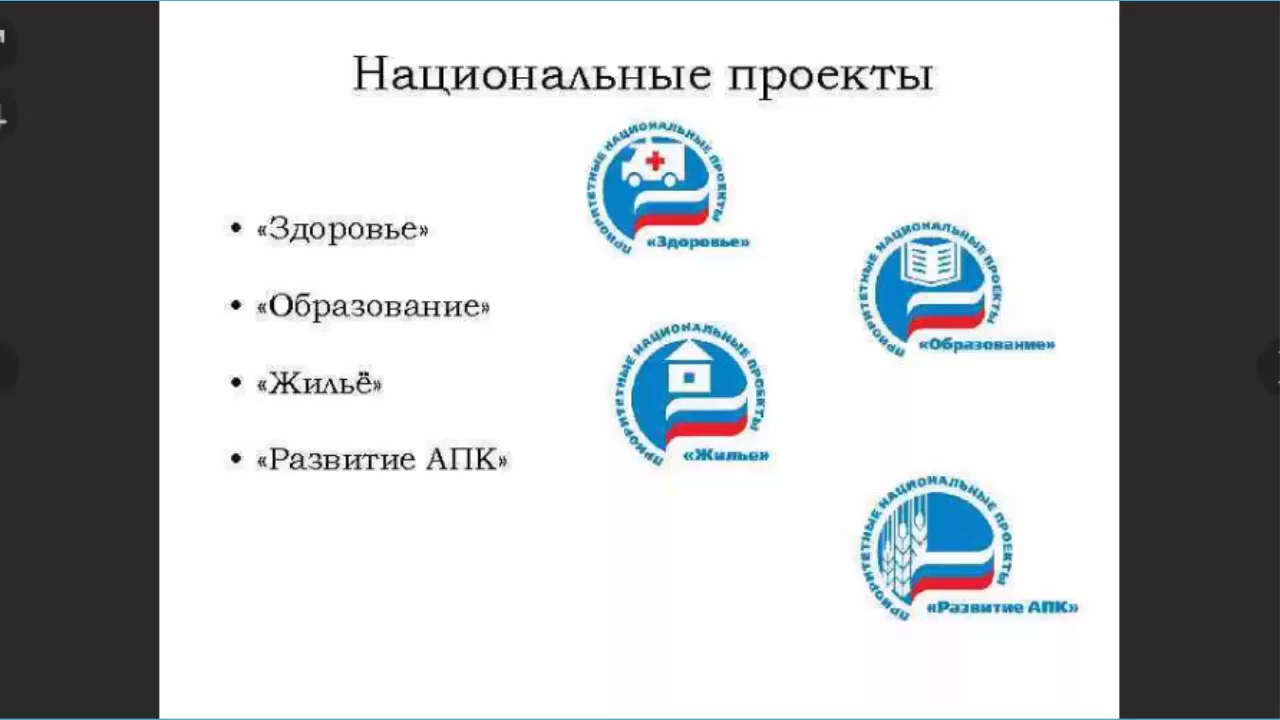 Национальные проекты
• «Здоровье»
• «Образование»
• «Жильё»
• «Развитие АПК»
ПРИОРИТЕТНЫЕ НАЦИОНАЛЬНЫЕ ПРОЕКТЫ
«Здоровье»
ПРИОРИТЕТНЫЕ НАЦИОНАЛЬНЫЕ ПРОЕКТЫ
«Образование»
ПРИОРИТЕТНЫЕ НАЦИОНАЛЬНЫЕ ПРОЕКТЫ
«Жилье»
ПРИОРИТЕТНЫЕ НАЦИОНАЛЬНЫЕ ПРОЕКТЫ
«Развитие АПК»